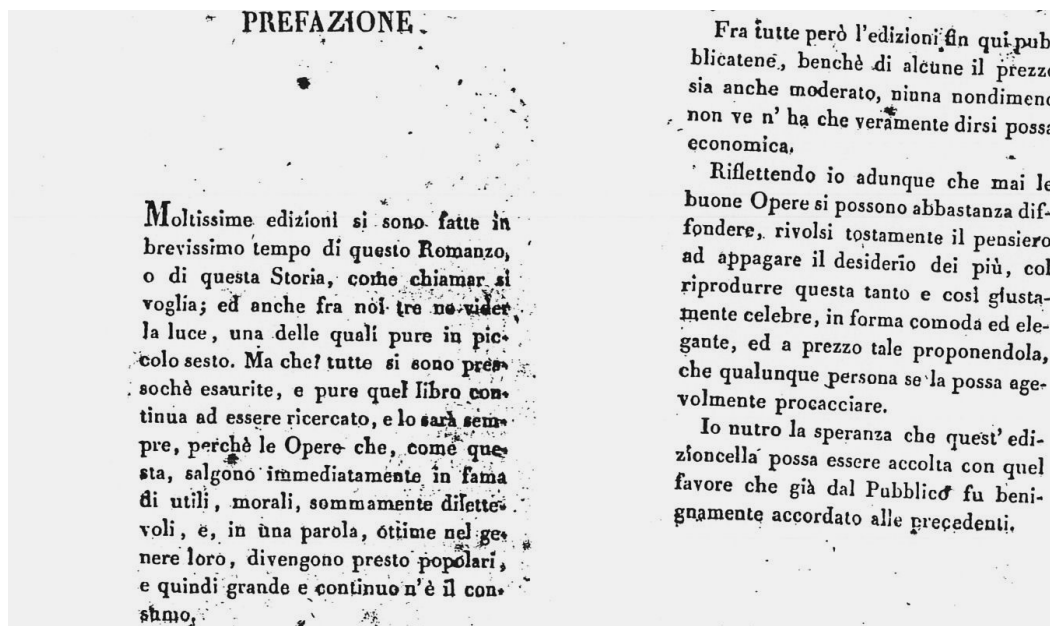 PREFAZIONE.
Moltissime edizioni si sono fatte in
brevissimo tempo di questo Romanzo,
o di questa Storia, come chiamar si
voglia; ed anche fra noi tre ne vider
la luce, una delle quali pure in pic-
colo sesto. Ma che? tutte si sono pres-
sochè esaurite, e pure quel libro con-
tinua ad essere ricercato, e lo sarà sem-
pre, perchè le Opere che, come que-
sta, salgono immediatamente in fama
di utili, morali, sommamente dilette-
voli, e, in una parola, ottime nel ge-
nere loro, divengono presto popolari,
e quindi grande e continuo n'è il con-
sumo.
Fra tutte però l'edizioni fin qui pub
blicatene, benchè di alcune il prezzo
sia anche moderato, niuna nondimeno
non ve n' ha che veramente dirsi possa
economica.
Riflettendo io adunque che mai le
buone Opere si possono abbastanza dif-
fondere, rivolsi tostamente il pensiero
ad appagare il desiderio dei più, col
riprodurre questa tanto e così giusta-
mente celebre, in forma comoda ed ele-
gante, ed a prezzo tale proponendola,
che qualunque persona se la possa age-
volmente procacciare.
Io nutro la speranza che quest' edi-
zioncella possa essere accolta con quel
favore che già dal Pubblico fu beni-
gnamente accordato alle precedenti.